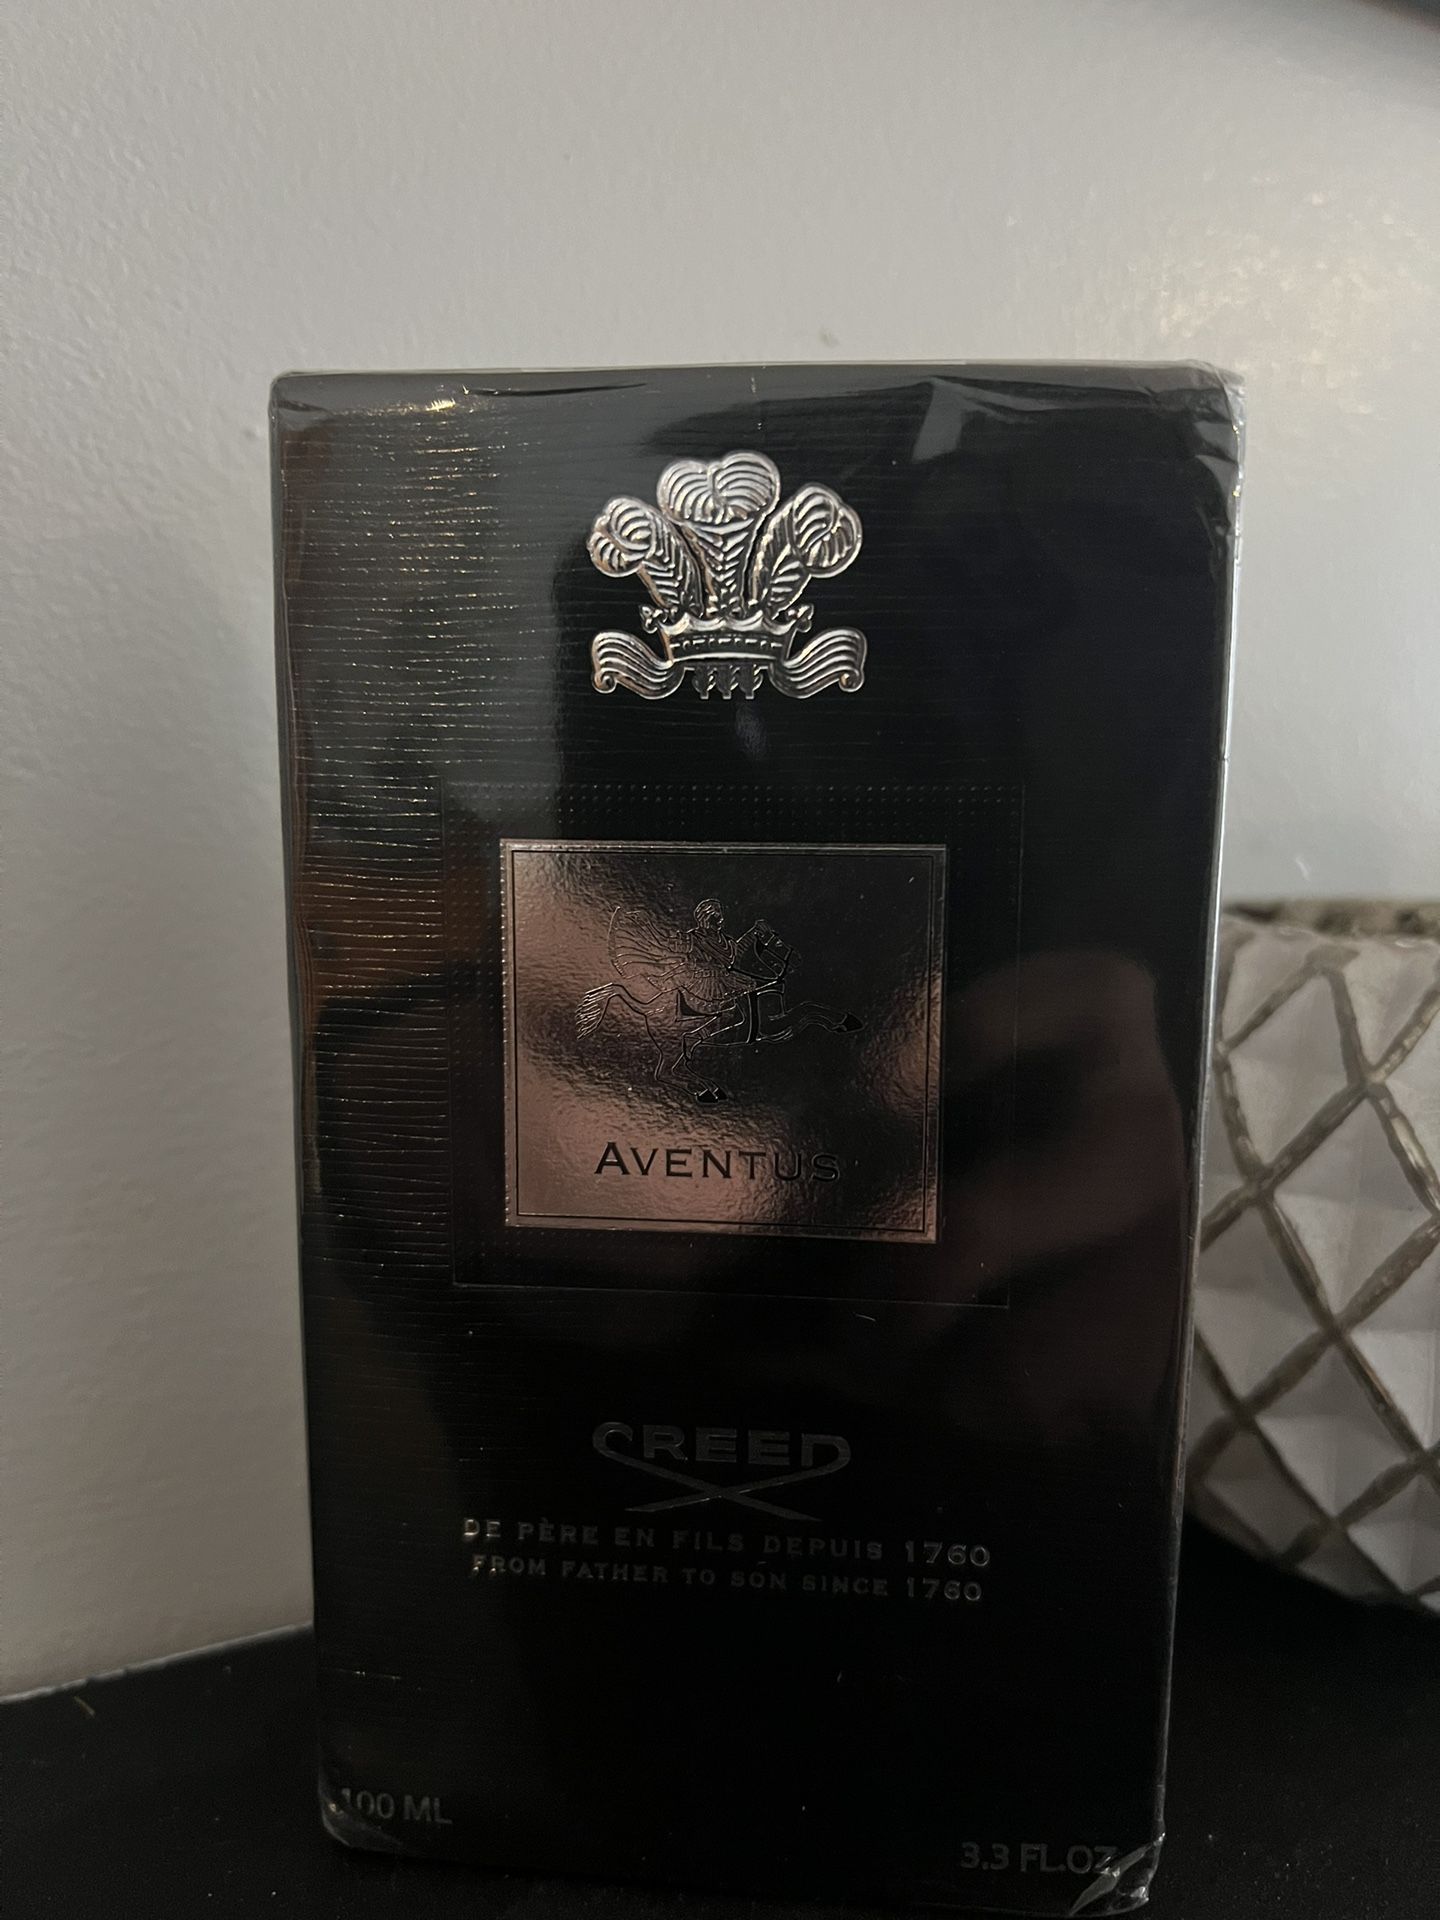 AVENTUS
CREED
DE PÈRE EN FILS DEPUIS 1760
FROM FATHER TO SON SINCE 1760
100 ML
3.3 FL.OZ.